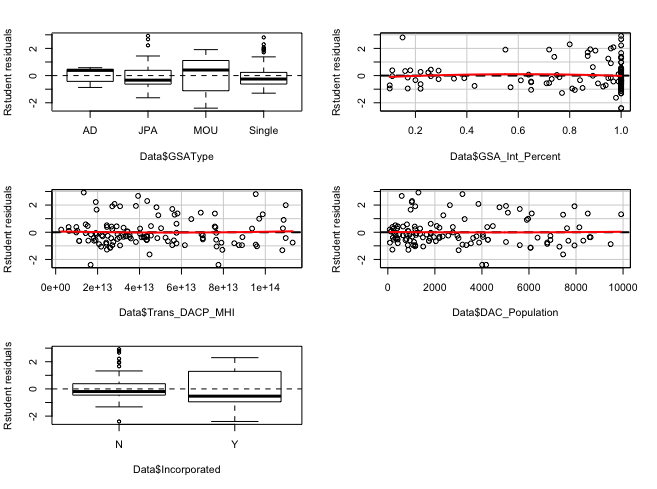 Rstudent residuals
-2
0
2
AD
JPA
MOU
Single
Data$GSAType
Rstudent residuals
-2
0
2
0.2
0.4
0.6
0.8
1.0
Data$GSA_Int_Percent
Rstudent residuals
-2
0
2
0e+00
2e+13
4e+13
6e+13
8e+13
1e+14
Data$Trans_DACP_MHI
Rstudent residuals
-2
0
2
0
2000
4000
6000
8000
10000
Data$DAC_Population
Rstudent residuals
-2
0
2
N
Y
Data$Incorporated